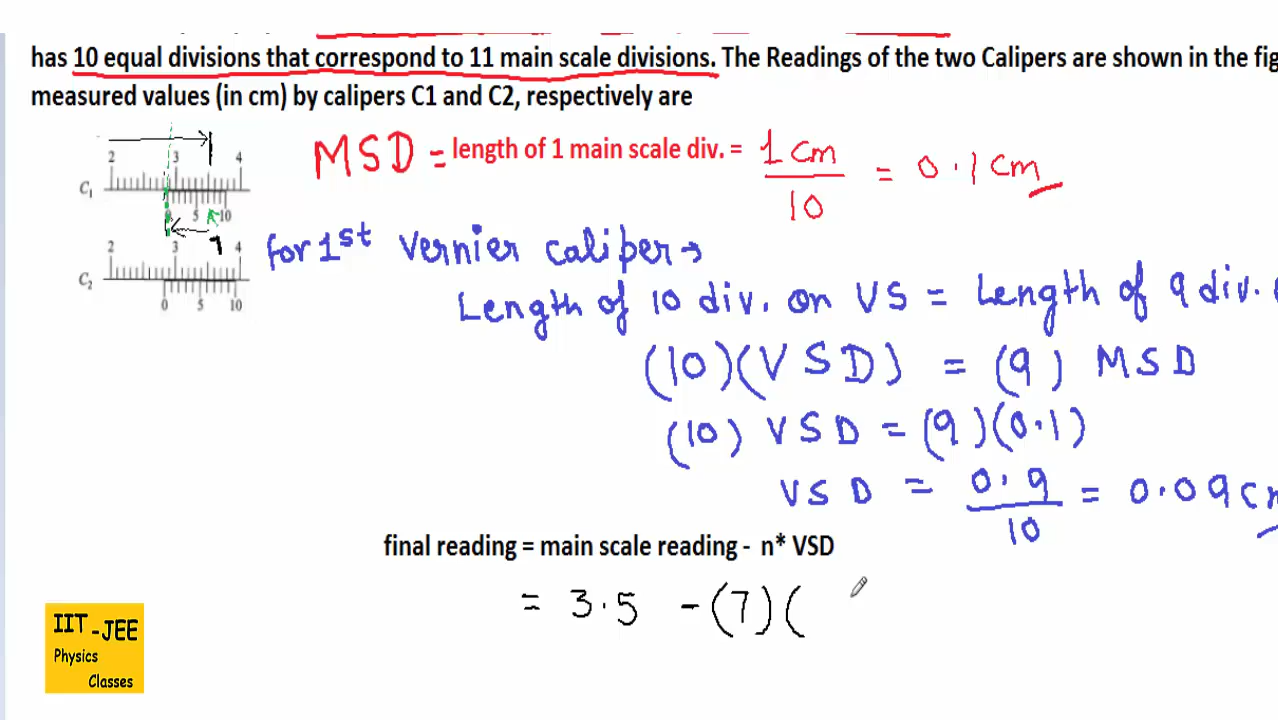 has 10 equal divisions that correspond to 11 main scale divisions. The Readings of the two Calipers are shown in the fig
measured values (in cm) by calipers C1 and C2, respectively are
2 3 4
C₁
0 5 10
7
2 3 4
C₂
0 5 10
MSD = length of 1 main scale div. = 1 cm / 10 = 0.1 cm
for 1st Vernier caliper →
Length of 10 div. on VS = Length of 9 div.
(10)(VSD) = (9) MSD
(10) VSD = (9)(0.1)
VSD = 0.9 / 10 = 0.09 cm
final reading = main scale reading - n* VSD
= 3.5 - (7)(
IIT-JEE
Physics
Classes